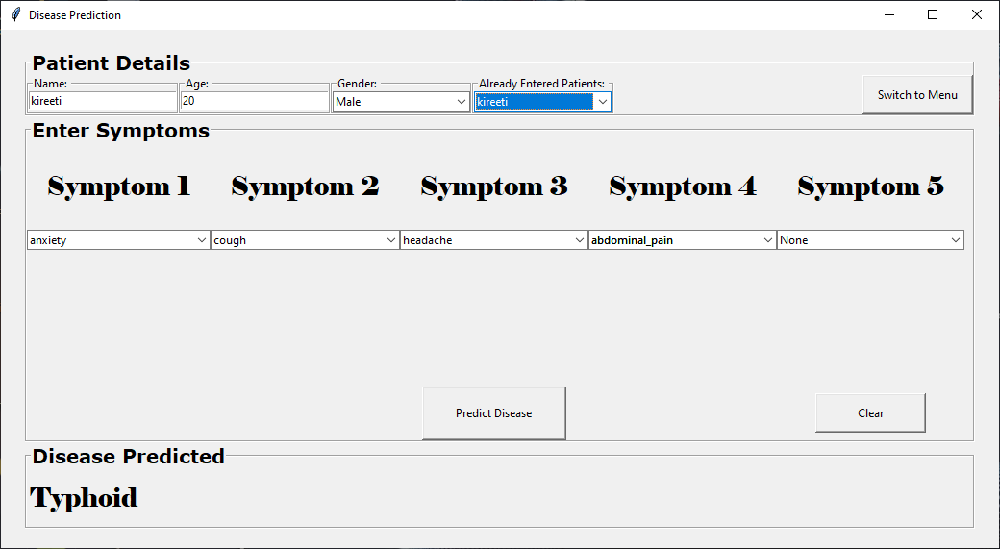 Disease Prediction
Patient Details
Name: Age: Gender: Already Entered Patients:
kireeti 20 Male kireeti Switch to Menu
Enter Symptoms
Symptom 1 Symptom 2 Symptom 3 Symptom 4 Symptom 5
anxiety cough headache abdominal_pain None
Predict Disease Clear
Disease Predicted
Typhoid